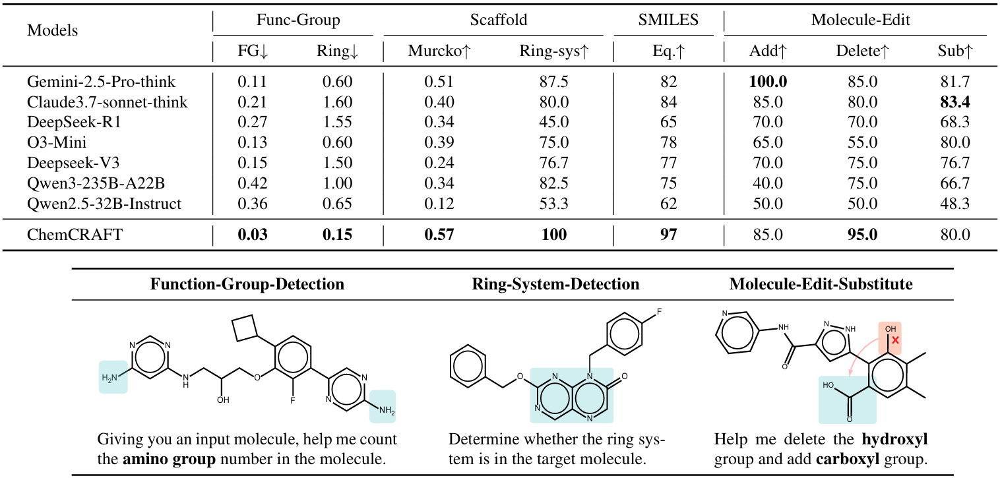 Models Func-Group Scaffold SMILES Molecule-Edit
FG↓ Ring↓ Murcko↑ Ring-sys↑ Eq.↑ Add↑ Delete↑ Sub↑
Gemini-2.5-Pro-think 0.11 0.60 0.51 87.5 82 100.0 85.0 81.7
Claude3.7-sonnet-think 0.21 1.60 0.40 80.0 84 85.0 80.0 83.4
DeepSeek-R1 0.27 1.55 0.34 45.0 65 70.0 70.0 68.3
O3-Mini 0.13 0.60 0.39 75.0 78 65.0 55.0 80.0
Deepseek-V3 0.15 1.50 0.24 76.7 77 70.0 75.0 76.7
Qwen3-235B-A22B 0.42 1.00 0.34 82.5 75 40.0 75.0 66.7
Qwen2.5-32B-Instruct 0.36 0.65 0.12 53.3 62 50.0 50.0 48.3
ChemCRAFT 0.03 0.15 0.57 100 97 85.0 95.0 80.0
Function-Group-Detection Ring-System-Detection Molecule-Edit-Substitute
N N H₂N N H OH O F N N NH₂
F O N N O N N
N NH O N NH OH HO O
Giving you an input molecule, help me count
the amino group number in the molecule.
Determine whether the ring sys-
tem is in the target molecule.
Help me delete the hydroxyl
group and add carboxyl group.